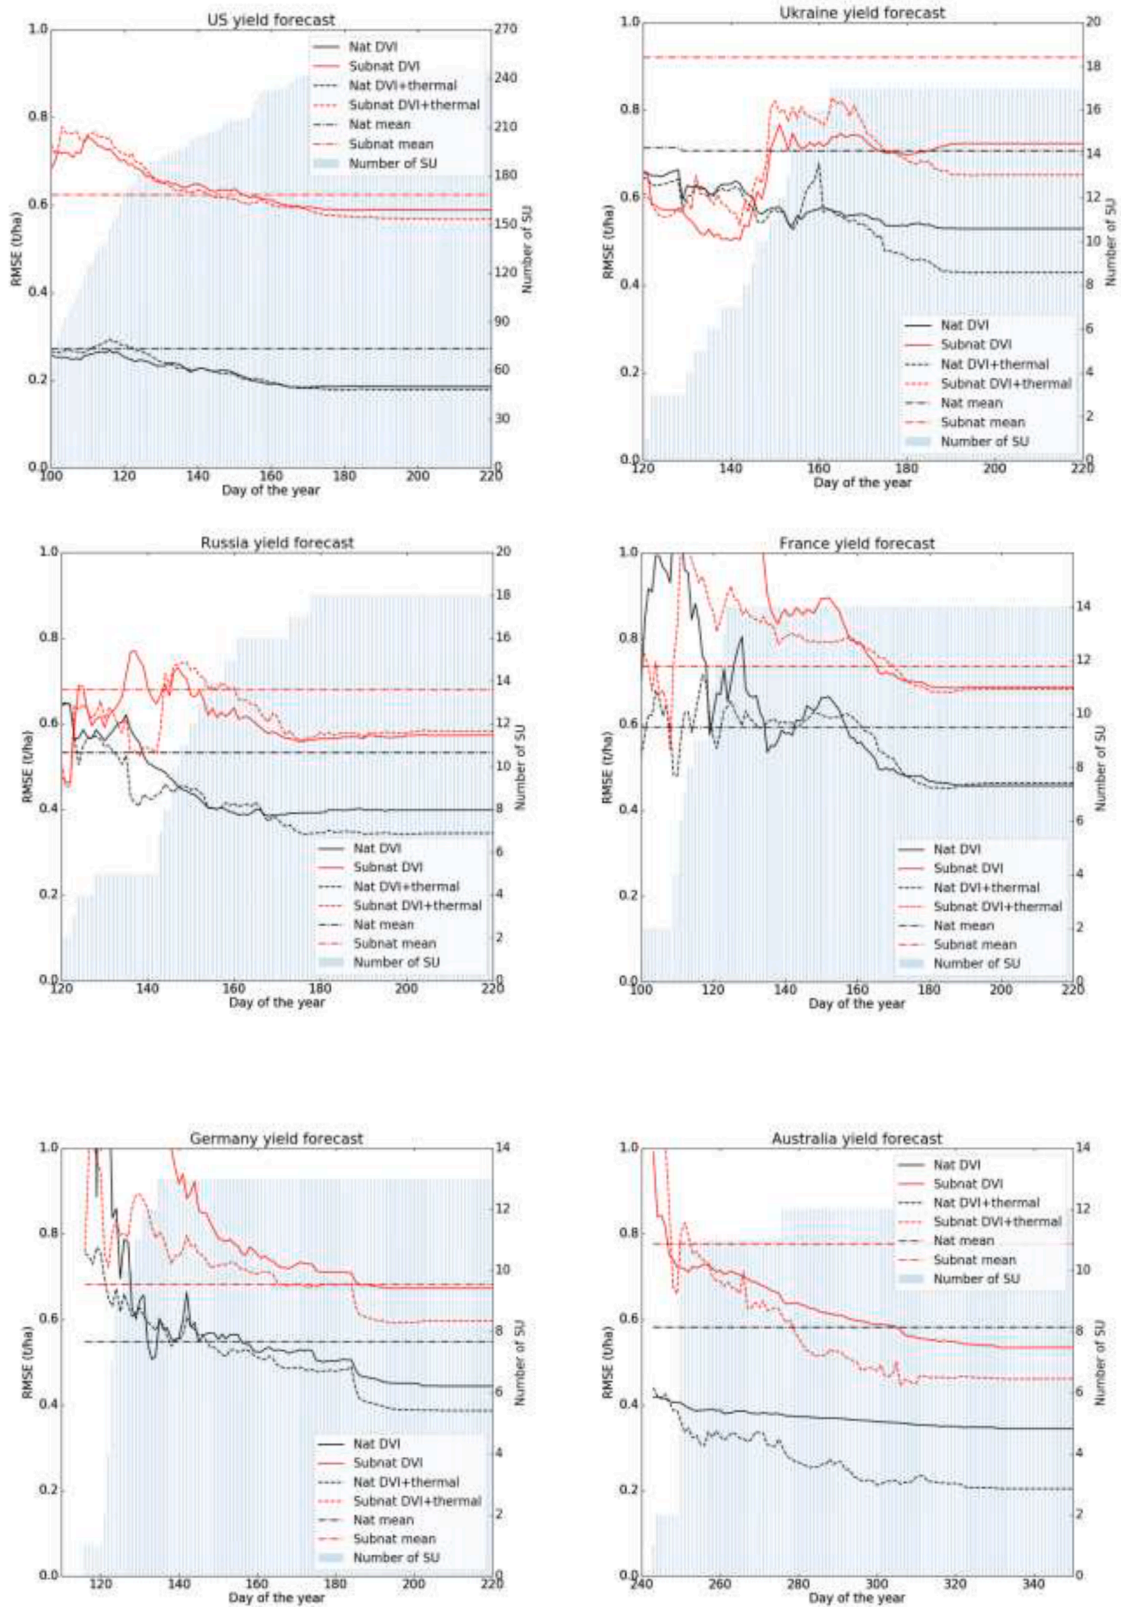 US yield forecast
1.0
0.8
0.6
0.4
0.2
0.0
RMSE (t/ha)
270
240
210
180
150
120
90
60
30
0
Number of SU
Nat DVI
Subnat DVI
Nat DVI+thermal
Subnat DVI+thermal
Nat mean
Subnat mean
Number of SU
100 120 140 160 180 200 220
Day of the year
Ukraine yield forecast
1.0
0.8
0.6
0.4
0.2
0.0
RMSE (t/ha)
20
18
16
14
12
10
8
6
4
2
0
Number of SU
Nat DVI
Subnat DVI
Nat DVI+thermal
Subnat DVI+thermal
Nat mean
Subnat mean
Number of SU
120 140 160 180 200 220
Day of the year
Russia yield forecast
1.0
0.8
0.6
0.4
0.2
0.0
RMSE (t/ha)
20
18
16
14
12
10
8
6
4
2
0
Number of SU
Nat DVI
Subnat DVI
Nat DVI+thermal
Subnat DVI+thermal
Nat mean
Subnat mean
Number of SU
120 140 160 180 200 220
Day of the year
France yield forecast
1.0
0.8
0.6
0.4
0.2
0.0
RMSE (t/ha)
14
12
10
8
6
4
2
0
Number of SU
Nat DVI
Subnat DVI
Nat DVI+thermal
Subnat DVI+thermal
Nat mean
Subnat mean
Number of SU
100 120 140 160 180 200 220
Day of the year
Germany yield forecast
1.0
0.8
0.6
0.4
0.2
0.0
RMSE (t/ha)
14
12
10
8
6
4
2
0
Number of SU
Nat DVI
Subnat DVI
Nat DVI+thermal
Subnat DVI+thermal
Nat mean
Subnat mean
Number of SU
120 140 160 180 200 220
Day of the year
Australia yield forecast
1.0
0.8
0.6
0.4
0.2
0.0
RMSE (t/ha)
14
12
10
8
6
4
2
0
Number of SU
Nat DVI
Subnat DVI
Nat DVI+thermal
Subnat DVI+thermal
Nat mean
Subnat mean
Number of SU
240 260 280 300 320 340
Day of the year